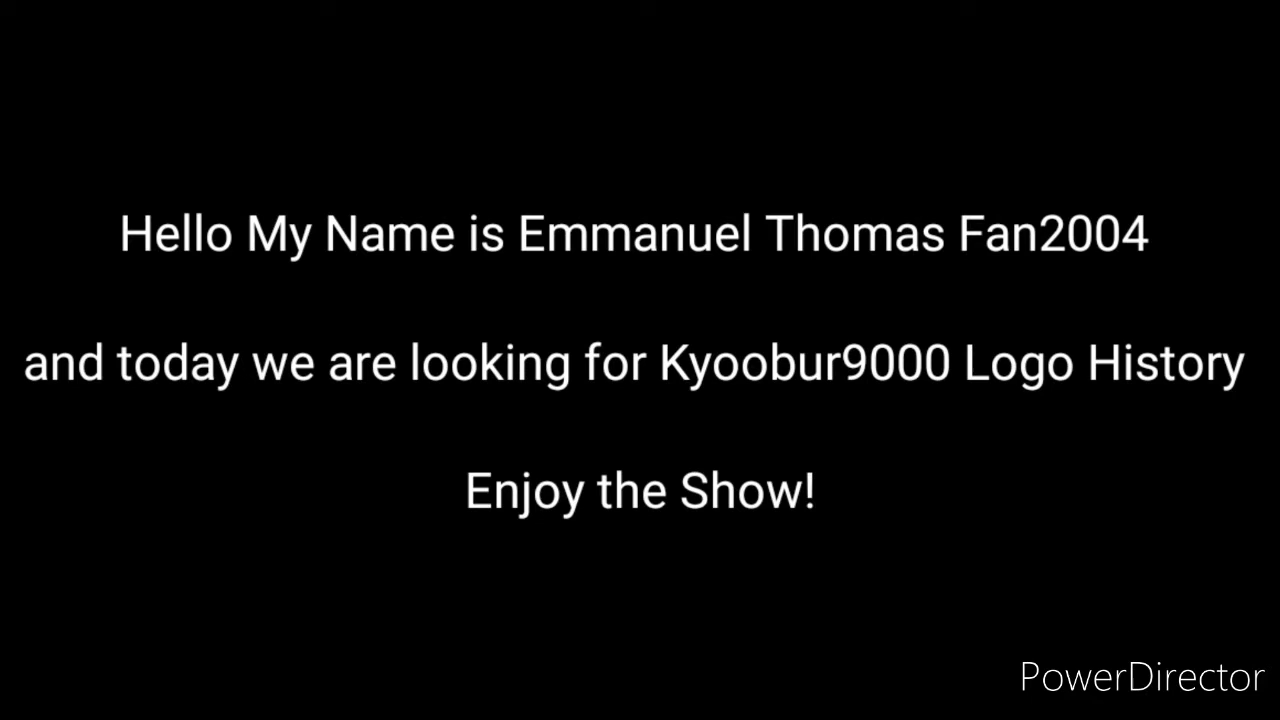 Hello My Name is Emmanuel Thomas Fan2004
and today we are looking for Kyoobur9000 Logo History
Enjoy the Show!
PowerDirector